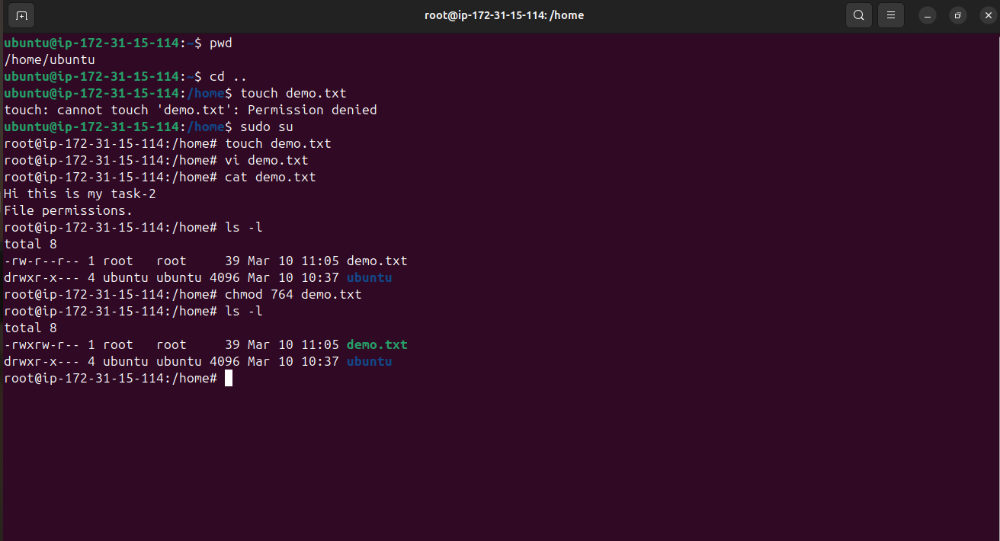 root@ip-172-31-15-114: /home
ubuntu@ip-172-31-15-114:~$ pwd
/home/ubuntu
ubuntu@ip-172-31-15-114:~$ cd ..
ubuntu@ip-172-31-15-114:/home$ touch demo.txt
touch: cannot touch 'demo.txt': Permission denied
ubuntu@ip-172-31-15-114:/home$ sudo su
root@ip-172-31-15-114:/home# touch demo.txt
root@ip-172-31-15-114:/home# vi demo.txt
root@ip-172-31-15-114:/home# cat demo.txt
Hi this is my task-2
File permissions.
root@ip-172-31-15-114:/home# ls -l
total 8
-rw-r--r-- 1 root   root     39 Mar 10 11:05 demo.txt
drwxr-x--- 4 ubuntu ubuntu 4096 Mar 10 10:37 ubuntu
root@ip-172-31-15-114:/home# chmod 764 demo.txt
root@ip-172-31-15-114:/home# ls -l
total 8
-rwxrw-r-- 1 root   root     39 Mar 10 11:05 demo.txt
drwxr-x--- 4 ubuntu ubuntu 4096 Mar 10 10:37 ubuntu
root@ip-172-31-15-114:/home#